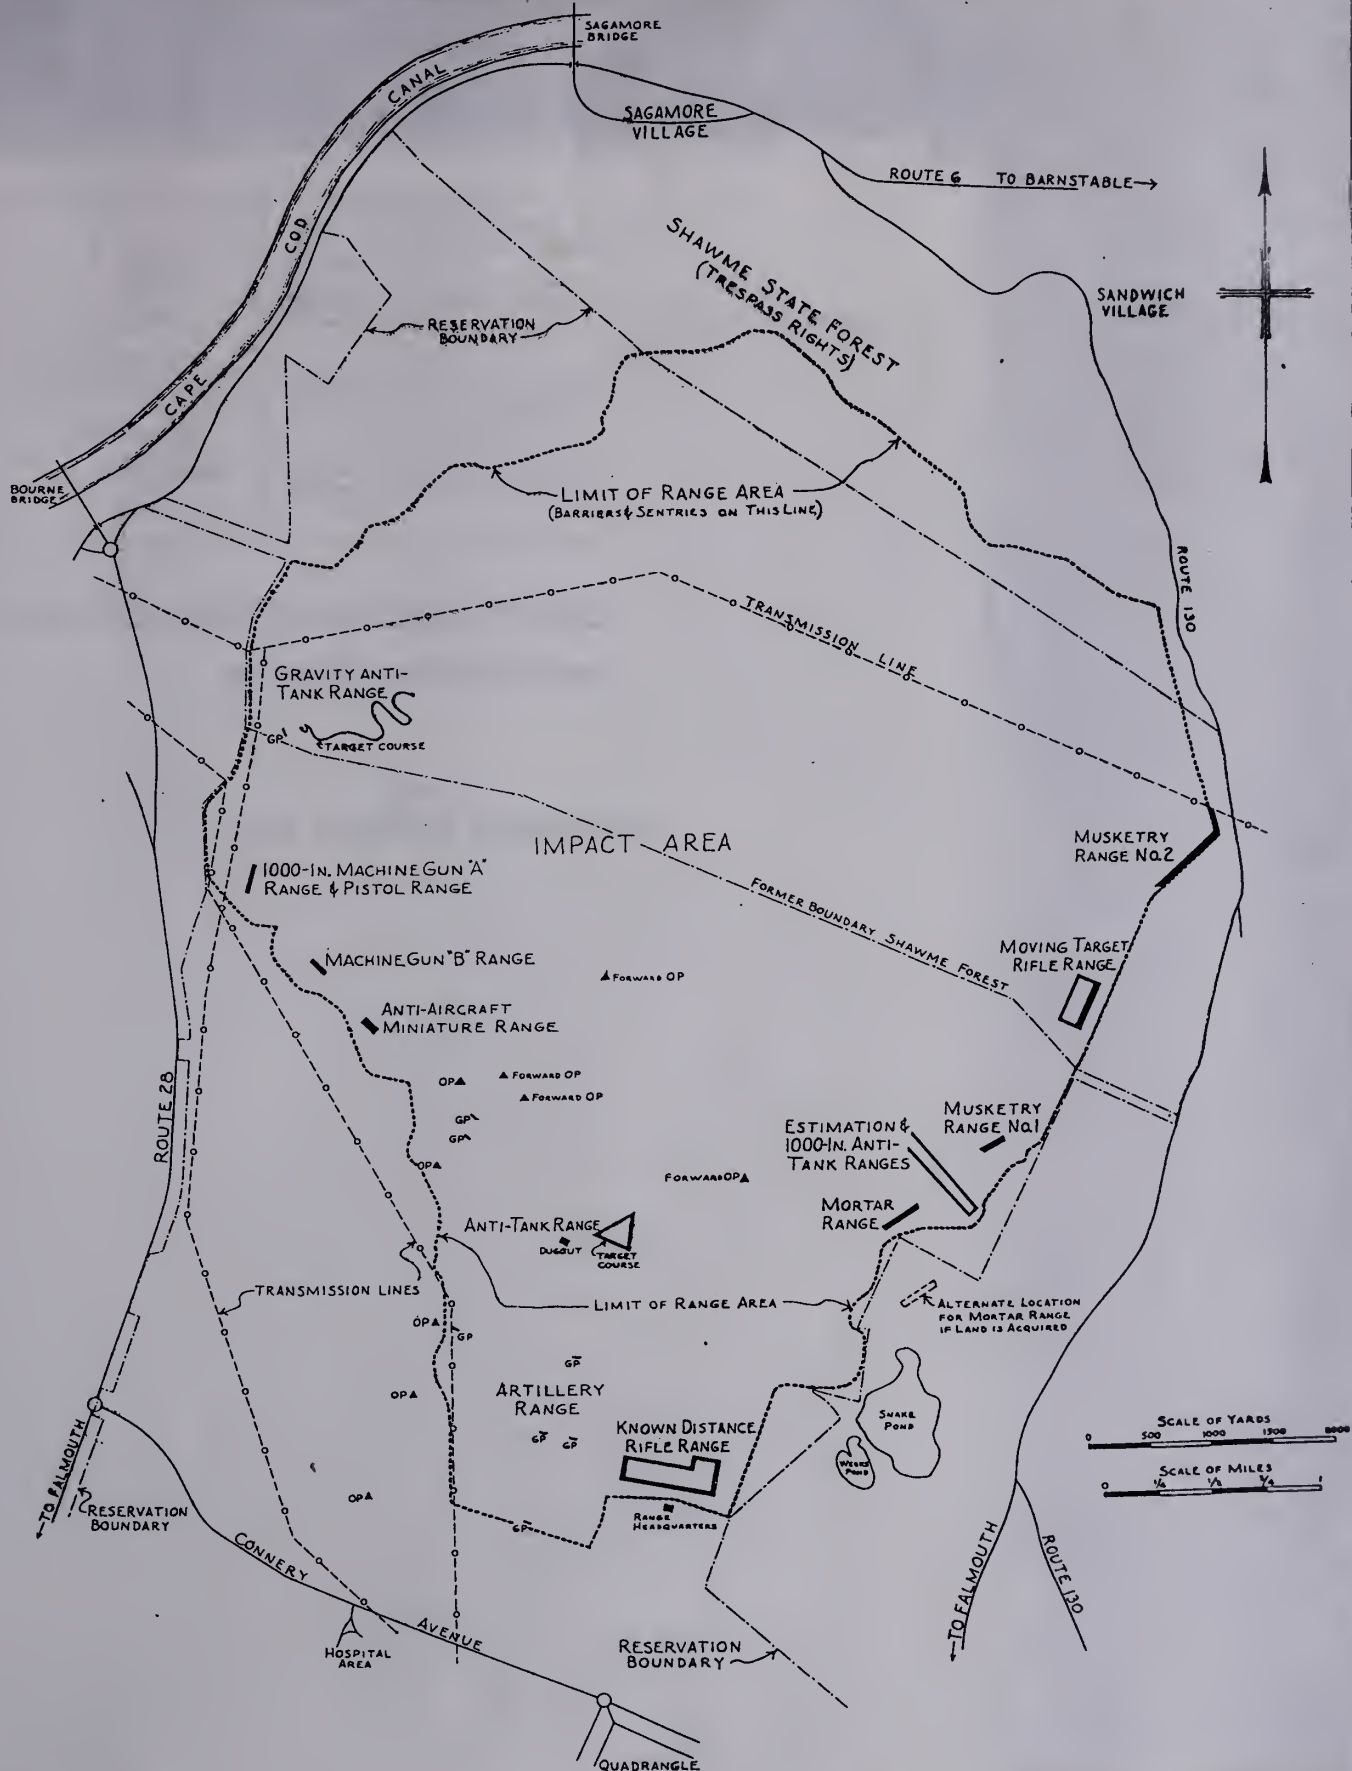 SAGAMORE
BRIDGE
CANAL
COD
CAPE
SAGAMORE
VILLAGE
ROUTE 6 TO BARNSTABLE
SHAWME STATE FOREST
(TRESPASS RIGHTS)
SANDWICH
VILLAGE
RESERVATION
BOUNDARY
BOURNE
BRIDGE
LIMIT OF RANGE AREA
(BARRIERS & SENTRIES ON THIS LINE)
ROUTE 130
TRANSMISSION LINE
GRAVITY ANTI-
TANK RANGE
GP
TARGET COURSE
IMPACT AREA
MUSKETRY
RANGE No.2
1000-IN. MACHINE GUN "A"
RANGE & PISTOL RANGE
FORMER BOUNDARY SHAWME FOREST
MACHINE GUN "B" RANGE
FORWARD OP
MOVING TARGET
RIFLE RANGE
ANTI-AIRCRAFT
MINIATURE RANGE
OP
FORWARD OP
FORWARD OP
GP
GP
ROUTE 28
MUSKETRY
RANGE No.1
ESTIMATION &
1000-IN. ANTI-
TANK RANGES
OP
FORWARD OP
MORTAR
RANGE
ANTI-TANK RANGE
DUGOUT
TARGET
COURSE
TRANSMISSION LINES
LIMIT OF RANGE AREA
ALTERNATE LOCATION
FOR MORTAR RANGE
IF LAND IS ACQUIRED
OP
GP
GP
OP
ARTILLERY
RANGE
SNAKE
POND
WEEKS
POND
KNOWN DISTANCE
RIFLE RANGE
GP
GP
SCALE OF YARDS
0 500 1000 1500 2000
SCALE OF MILES
0 1/4 1/2 3/4 1
OP
GP
RANGE
HEADQUARTERS
TO FALMOUTH
RESERVATION
BOUNDARY
CONNERY AVENUE
HOSPITAL
AREA
RESERVATION
BOUNDARY
TO FALMOUTH
ROUTE 130
QUADRANGLE